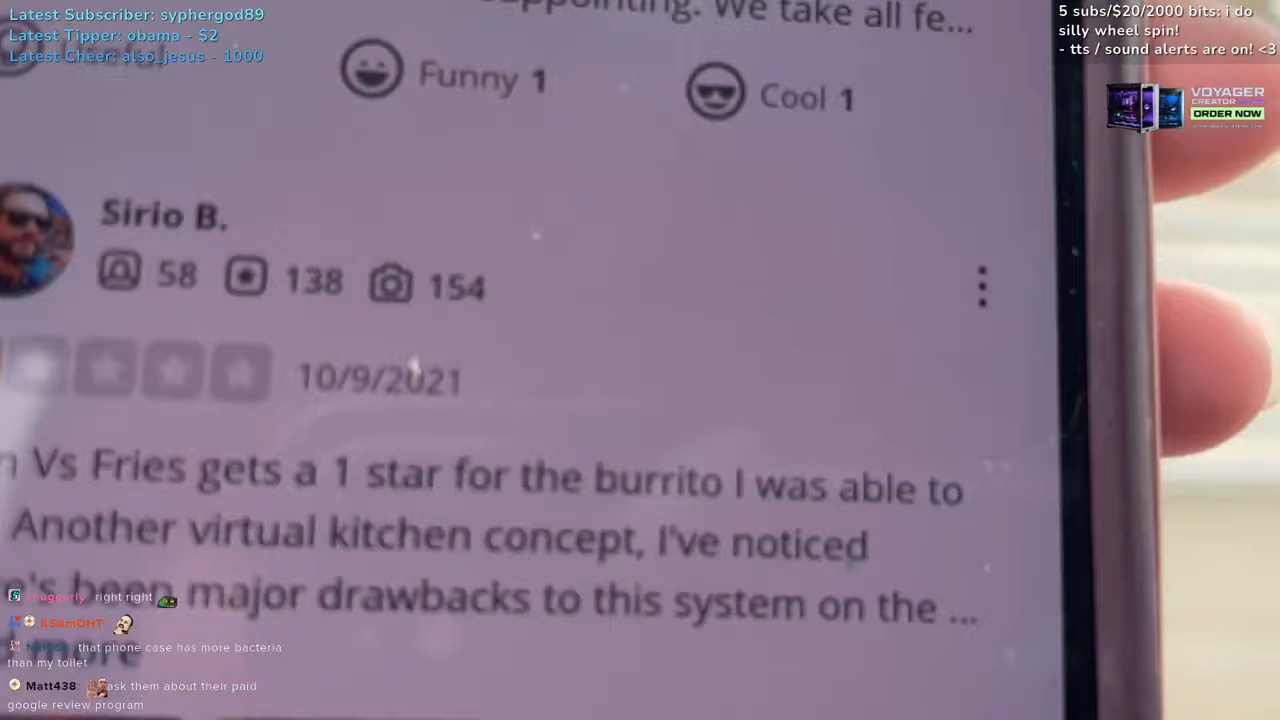 Latest Subscriber: syphergod89
Latest Tipper: obama - $2
Latest Cheer: also_jesus - 1000
5 subs/$20/2000 bits: i do
silly wheel spin!
- tts / sound alerts are on! <3
VOYAGER
CREATOR
ORDER NOW
We take all fe...
Useful
Funny 1
Cool 1
Sirio B.
58 138 154
10/9/2021
Vs Fries gets a 1 star for the burrito I was able to
Another virtual kitchen concept, I've noticed
been major drawbacks to this system on the ...
more
right right
KSamOHT
that phone case has more bacteria
than my toilet
Matt438: ask them about their paid
google review program